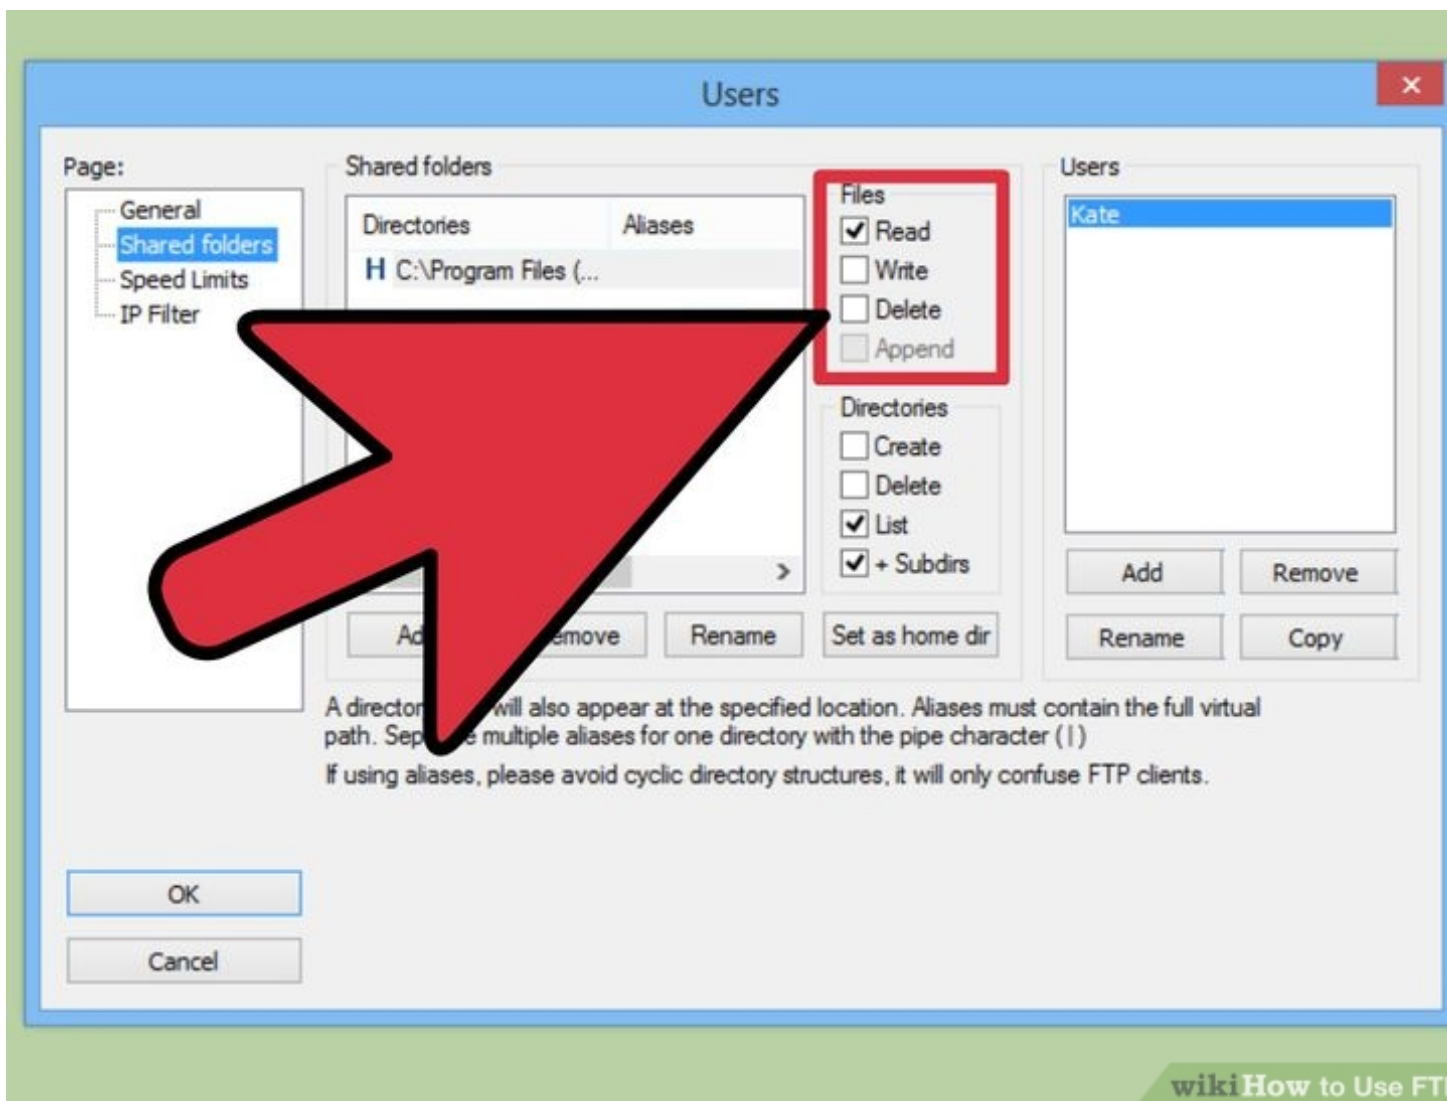 Users
Page:
General
Shared folders
Speed Limits
IP Filter
Shared folders
Directories Aliases
H C:\Program Files (...
Files
Read
Write
Delete
Append
Directories
Create
Delete
List
+ Subdirs
Rename Set as home dir
Users
Kate
Add Remove
Rename Copy
A will also appear at the specified location. Aliases must contain the full virtual
path. multiple aliases for one directory with the pipe character (|)
If using aliases, please avoid cyclic directory structures, it will only confuse FTP clients.
OK
Cancel
wikiHow to Use